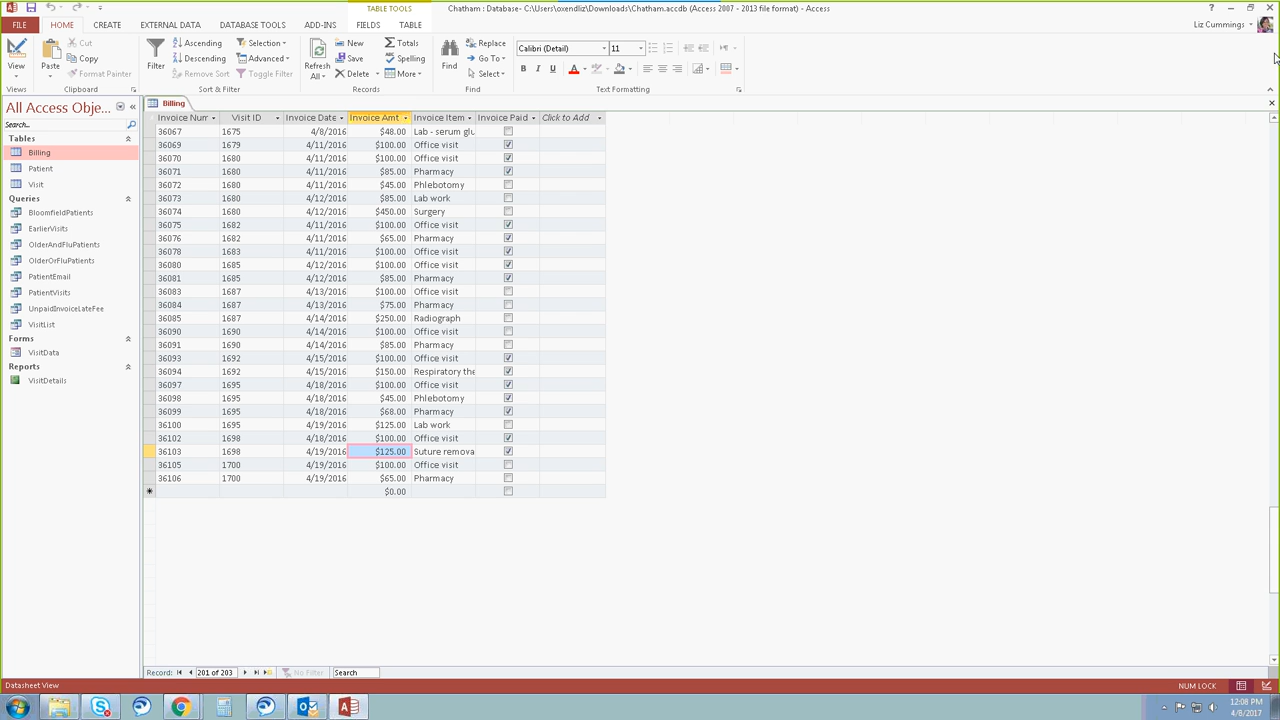 TABLE TOOLS
Chatham : Database- C:\Users\oxendliz\Downloads\Chatham.accdb (Access 2007 - 2013 file format) - Access
FILE HOME CREATE EXTERNAL DATA DATABASE TOOLS ADD-INS FIELDS TABLE Liz Cummings
View
Views
Paste
Cut
Copy
Format Painter
Clipboard
Filter
Ascending
Descending
Remove Sort
Selection
Advanced
Toggle Filter
Sort & Filter
Refresh All
New
Save
Delete
Totals
Spelling
More
Records
Find
Replace
Go To
Select
Find
Calibri (Detail) 11
B I U A
Text Formatting
All Access Obje...
Search...
Tables
Billing
Patient
Visit
Queries
BloomfieldPatients
EarlierVisits
OlderAndFluPatients
OlderOrFluPatients
PatientEmail
PatientVisits
UnpaidInvoiceLateFee
VisitList
Forms
VisitData
Reports
VisitDetails
Billing
Invoice Num Visit ID Invoice Date Invoice Amt Invoice Item Invoice Paid Click to Add
36067 1675 4/8/2016 $48.00 Lab - serum glu
36069 1679 4/11/2016 $100.00 Office visit
36070 1680 4/11/2016 $100.00 Office visit
36071 1680 4/11/2016 $85.00 Pharmacy
36072 1680 4/11/2016 $45.00 Phlebotomy
36073 1680 4/12/2016 $85.00 Lab work
36074 1680 4/12/2016 $450.00 Surgery
36075 1682 4/11/2016 $100.00 Office visit
36076 1682 4/11/2016 $65.00 Pharmacy
36078 1683 4/11/2016 $100.00 Office visit
36080 1685 4/12/2016 $100.00 Office visit
36081 1685 4/12/2016 $85.00 Pharmacy
36083 1687 4/13/2016 $100.00 Office visit
36084 1687 4/13/2016 $75.00 Pharmacy
36085 1687 4/14/2016 $250.00 Radiograph
36090 1690 4/14/2016 $100.00 Office visit
36091 1690 4/14/2016 $85.00 Pharmacy
36093 1692 4/15/2016 $100.00 Office visit
36094 1692 4/15/2016 $150.00 Respiratory the
36097 1695 4/18/2016 $100.00 Office visit
36098 1695 4/18/2016 $45.00 Phlebotomy
36099 1695 4/18/2016 $68.00 Pharmacy
36100 1695 4/19/2016 $125.00 Lab work
36102 1698 4/18/2016 $100.00 Office visit
36103 1698 4/19/2016 $125.00 Suture remova
36105 1700 4/19/2016 $100.00 Office visit
36106 1700 4/19/2016 $65.00 Pharmacy
$0.00
Record: 201 of 203 No Filter Search
Datasheet View NUM LOCK
12:08 PM
4/8/2017